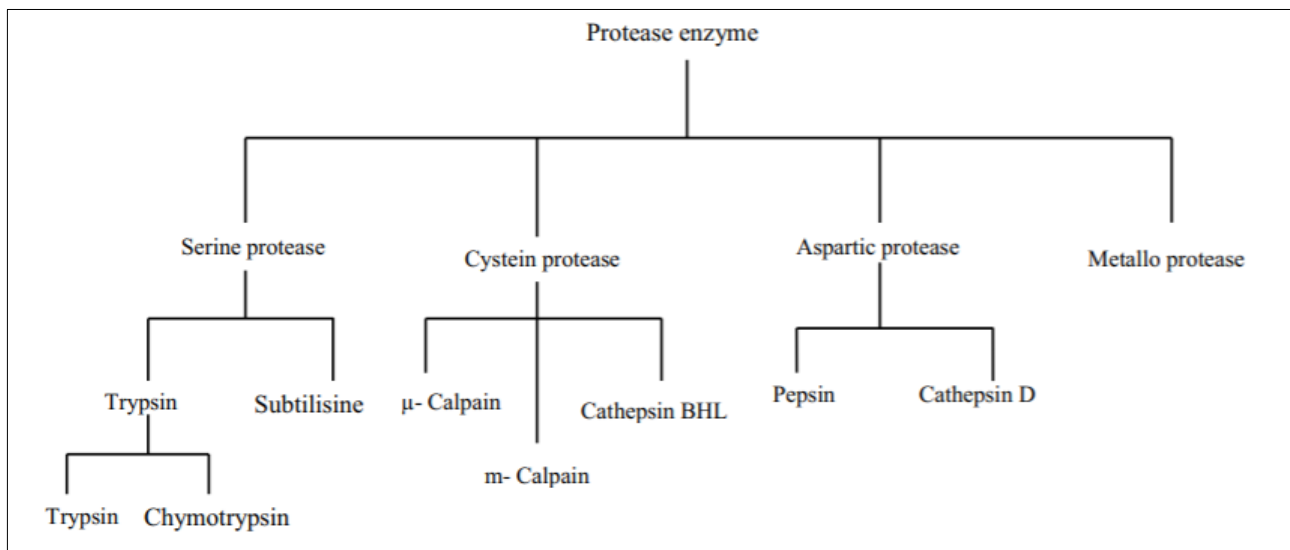 Protease enzyme
Serine protease
Cystein protease
Aspartic protease
Metallo protease
Trypsin
Subtilisine
µ- Calpain
m- Calpain
Cathepsin BHL
Pepsin
Cathepsin D
Trypsin
Chymotrypsin